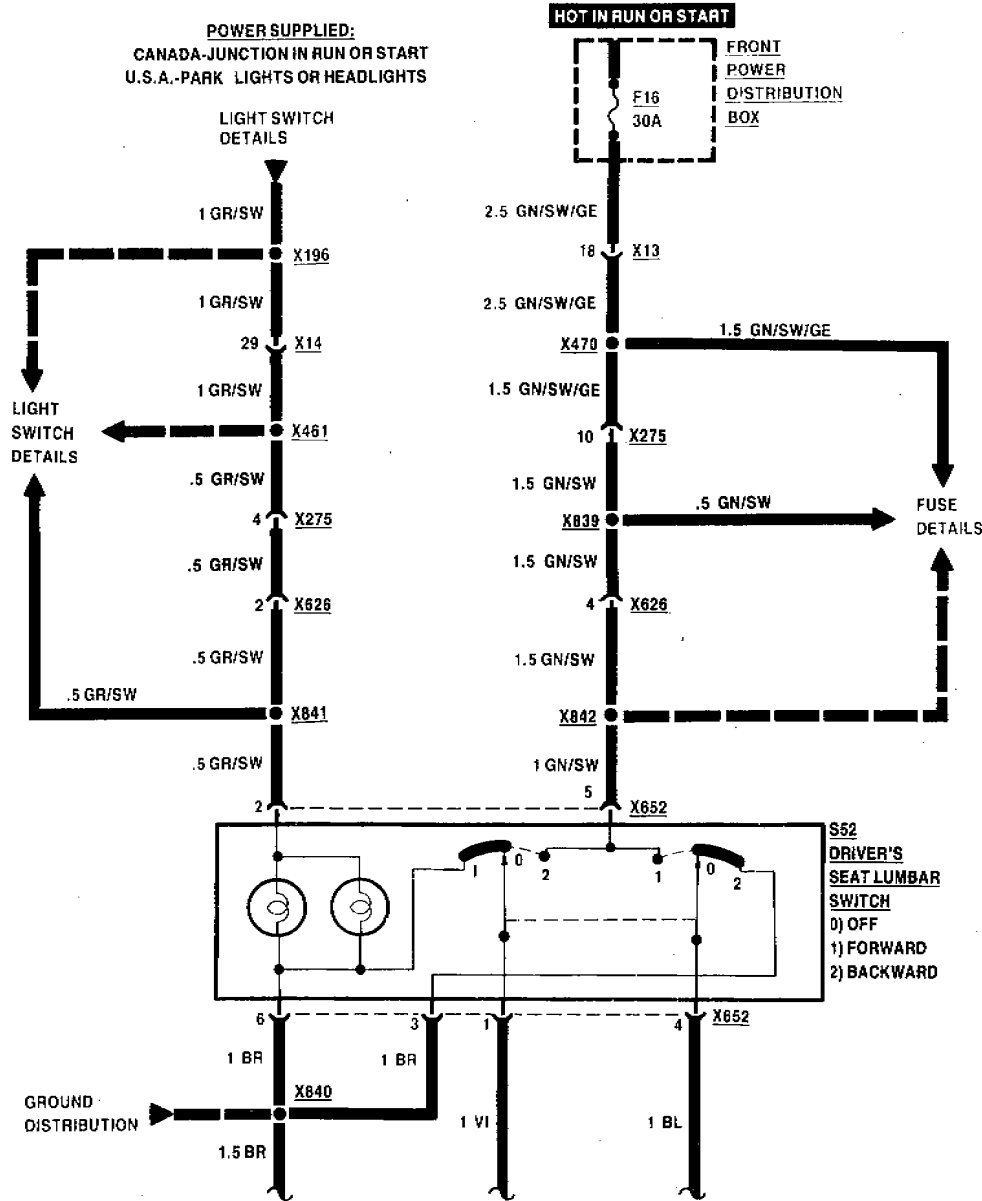 HOT IN RUN OR START
POWER SUPPLIED:
CANADA-JUNCTION IN RUN OR START
U.S.A.-PARK LIGHTS OR HEADLIGHTS
FRONT
POWER
DISTRIBUTION
BOX
F16
30A
LIGHT SWITCH
DETAILS
1 GR/SW
2.5 GN/SW/GE
X196
18 X13
1 GR/SW
2.5 GN/SW/GE
29 X14
X470
1.5 GN/SW/GE
1 GR/SW
1.5 GN/SW/GE
LIGHT
SWITCH
DETAILS
X461
10 X275
.5 GR/SW
1.5 GN/SW
4 X275
X839
.5 GN/SW
FUSE
DETAILS
.5 GR/SW
1.5 GN/SW
2 X626
4 X626
.5 GR/SW
1.5 GN/SW
.5 GR/SW
X841
X842
.5 GR/SW
1 GN/SW
2
5
X652
S52
DRIVER'S
SEAT LUMBAR
SWITCH
0) OFF
1) FORWARD
2) BACKWARD
1 0 2
1 0 2
6 3 1 4 X652
1 BR
1 BR
X840
GROUND
DISTRIBUTION
1 VI
1 BL
1.5 BR